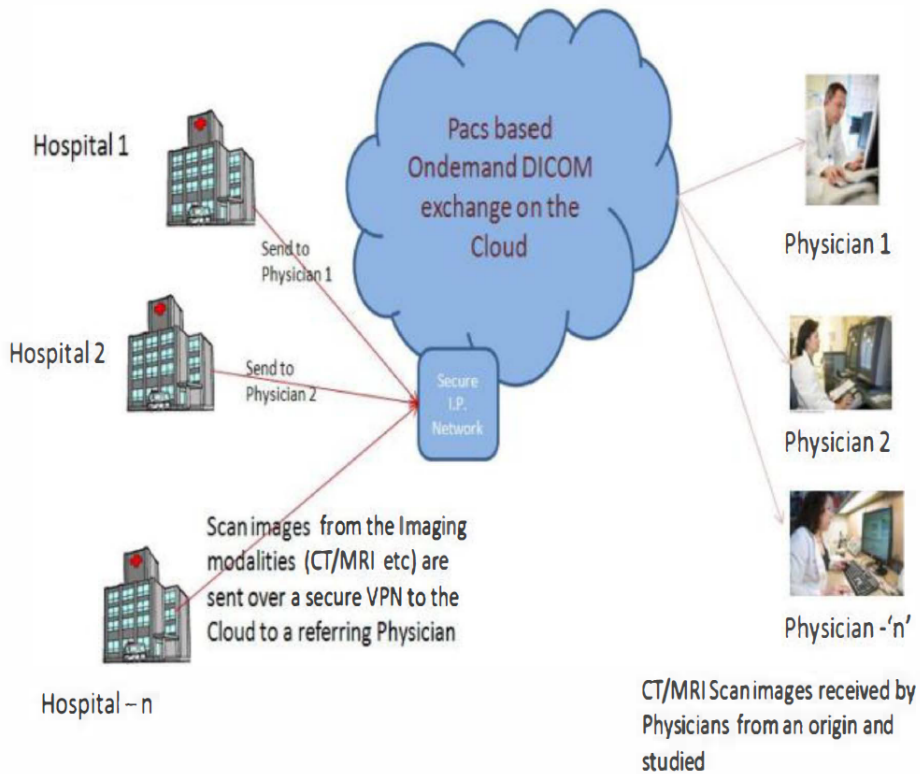 Hospital 1
Pacs based
Ondemand DICOM
exchange on the
Cloud
Send to
Physician 1
Physician 1
Hospital 2
Send to
Physician 2
Secure
I.P.
Network
Physician 2
Scan images from the Imaging
modalities (CT/MRI etc) are
sent over a secure VPN to the
Cloud to a referring Physician
Hospital – n
Physician -‘n’
CT/MRI Scan images received by
Physicians from an origin and
studied